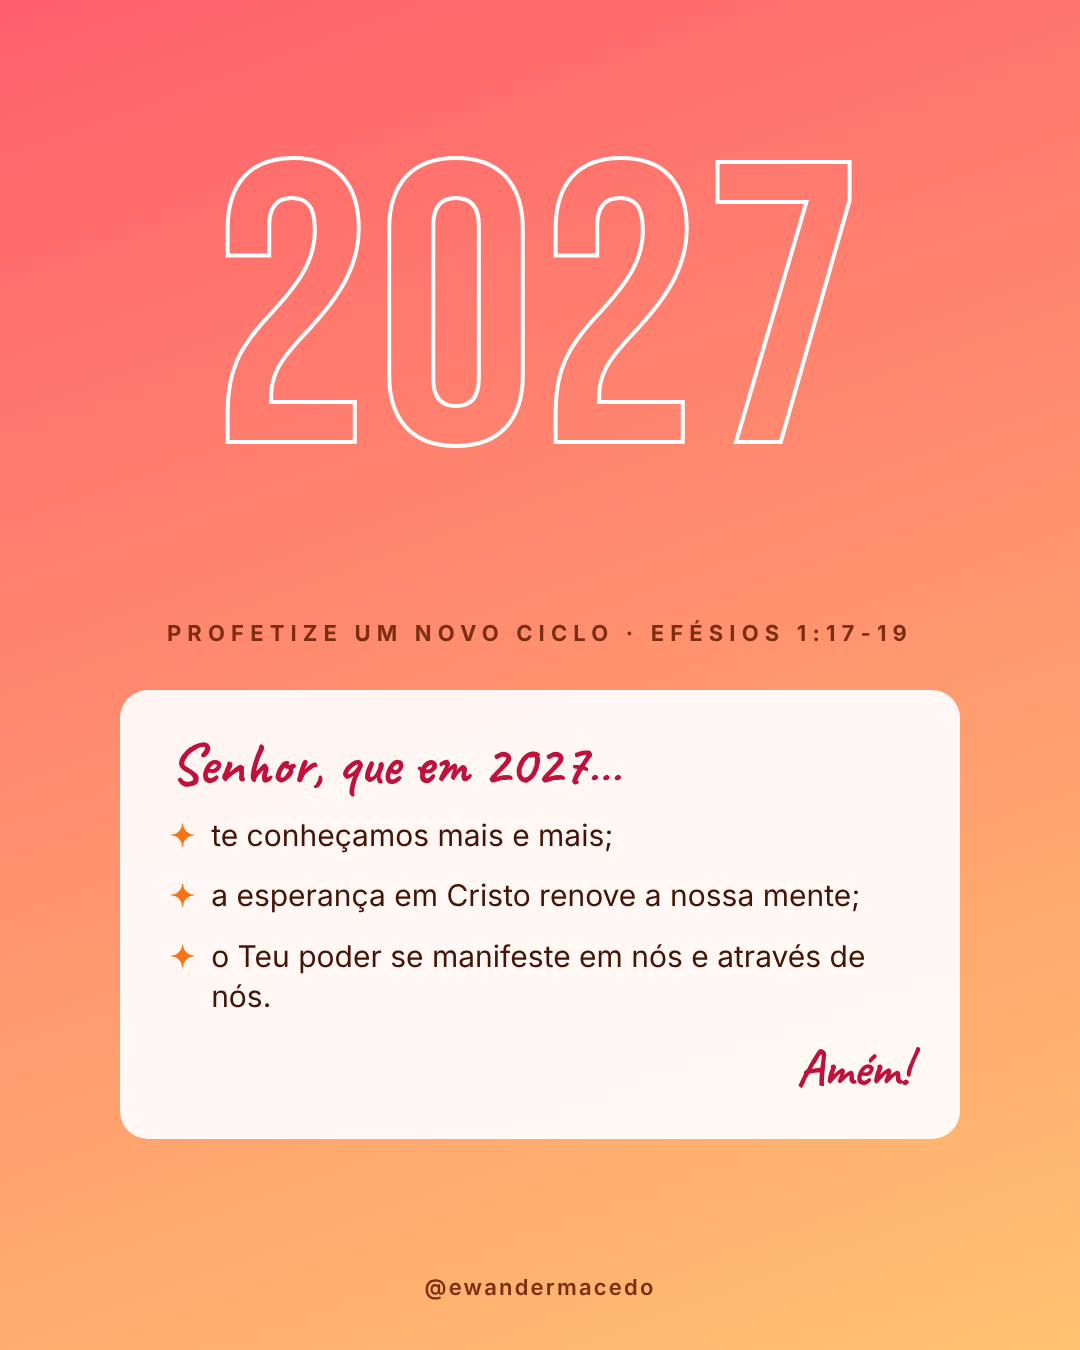 2027
PROFETIZE UM NOVO CICLO · EFÉSIOS 1:17-19
Senhor, que em 2027...
✦ te conheçamos mais e mais;
✦ a esperança em Cristo renove a nossa mente;
✦ o Teu poder se manifeste em nós e através de
nós.
Amém!
@ewandermacedo